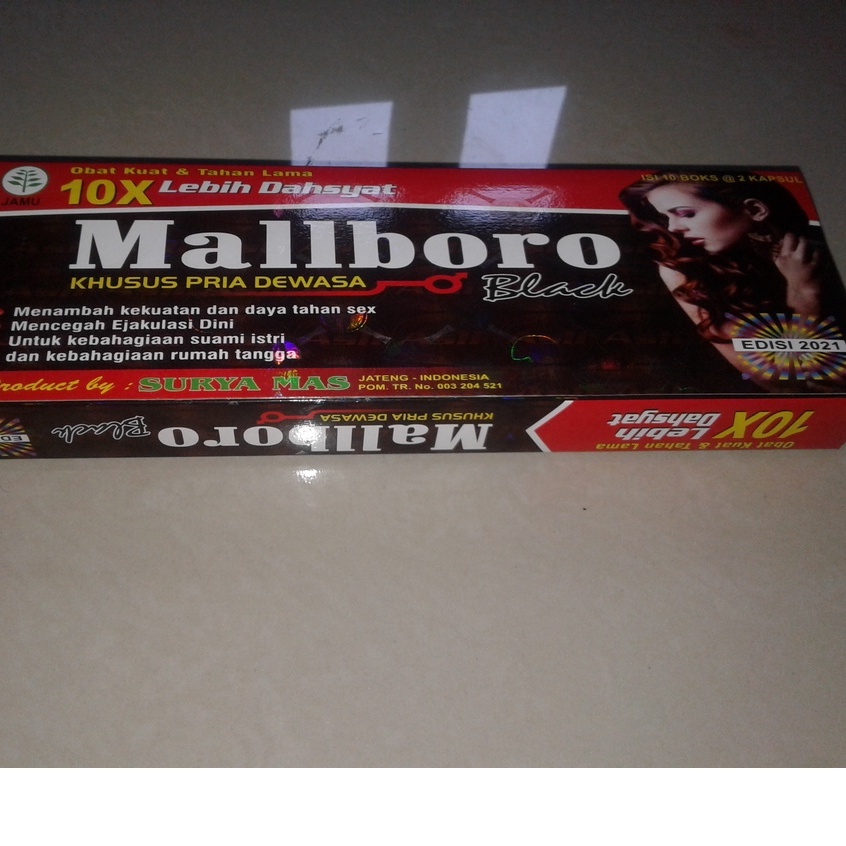 Obat Kuat & Tahan Lama
10X Lebih Dahsyat
ISI 10 BOKS @ 2 KAPSUL
JAMU
Mallboro
KHUSUS PRIA DEWASA
Black
Menambah kekuatan dan daya tahan sex
Mencegah Ejakulasi Dini
Untuk kebahagiaan suami istri
dan kebahagiaan rumah tangga
EDISI 2021
product by : SURYA MAS
JATENG - INDONESIA
POM. TR. No. 003 204 521
Obat Kuat & Tahan Lama
10X Lebih
Dahsyat
Mallboro
KHUSUS PRIA DEWASA
Black